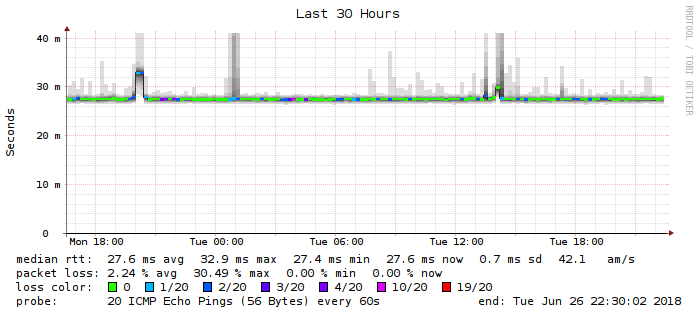 Last 30 Hours
RRDTOOL / TOBI OETIKER
Seconds
40 m
30 m
20 m
10 m
0
Mon 18:00 Tue 00:00 Tue 06:00 Tue 12:00 Tue 18:00
median rtt: 27.6 ms avg 32.9 ms max 27.4 ms min 27.6 ms now 0.7 ms sd 42.1 am/s
packet loss: 2.24 % avg 30.49 % max 0.00 % min 0.00 % now
loss color: 0 1/20 2/20 3/20 4/20 10/20 19/20
probe: 20 ICMP Echo Pings (56 Bytes) every 60s end: Tue Jun 26 22:30:02 2018